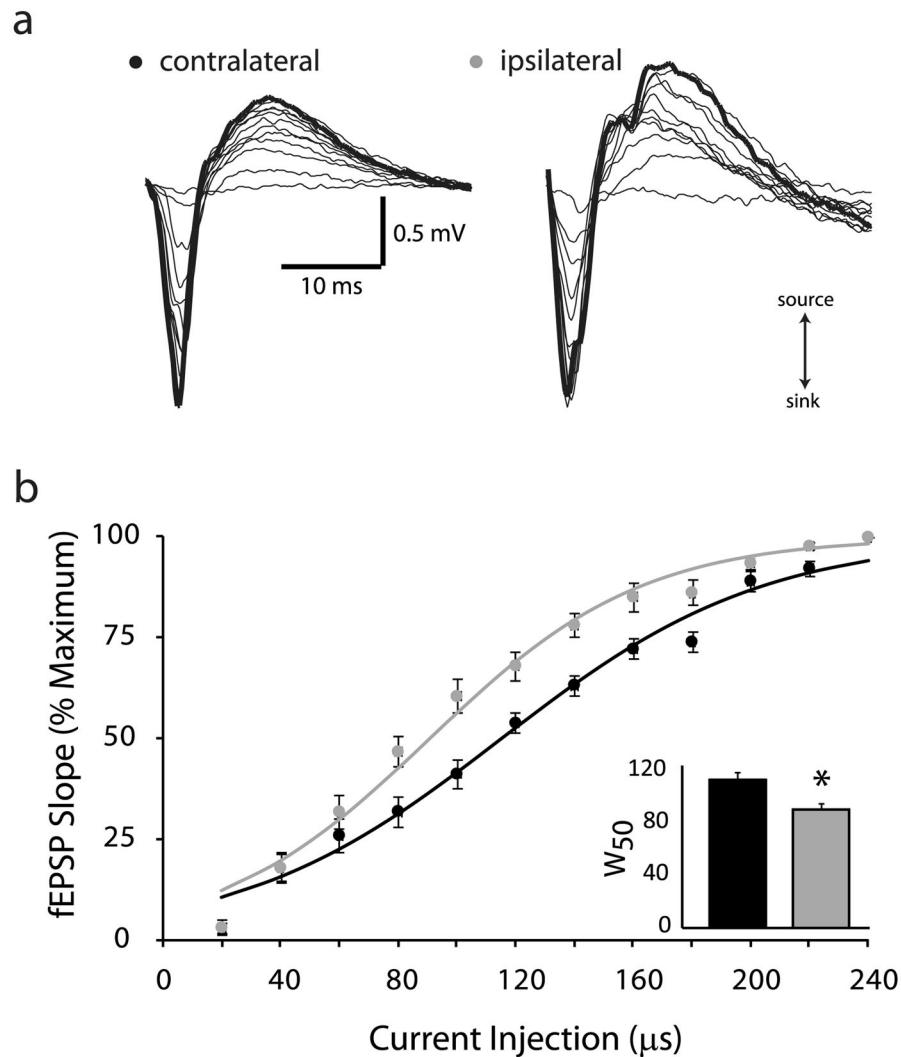 a
contralateral
ipsilateral
0.5 mV
10 ms
source
sink
b
fEPSP Slope (% Maximum)
100
75
50
25
0
0 40 80 120 160 200 240
Current Injection (μs)
W50
120
80
40
0
*